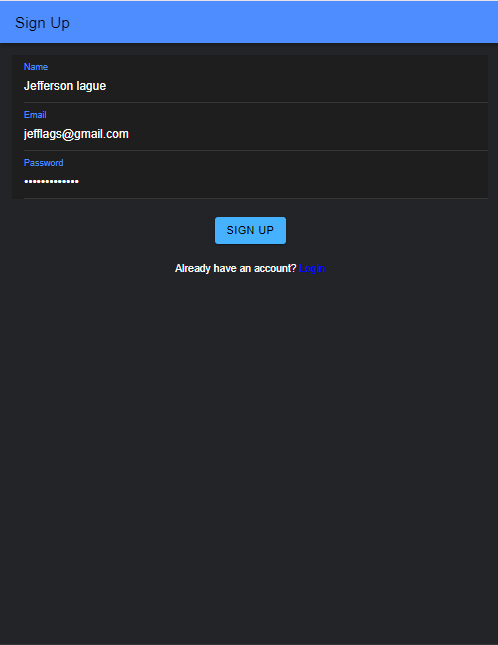 Sign Up
Name
Jefferson lague
Email
jefflags@gmail.com
Password
•••••••••••••
SIGN UP
Already have an account? Login